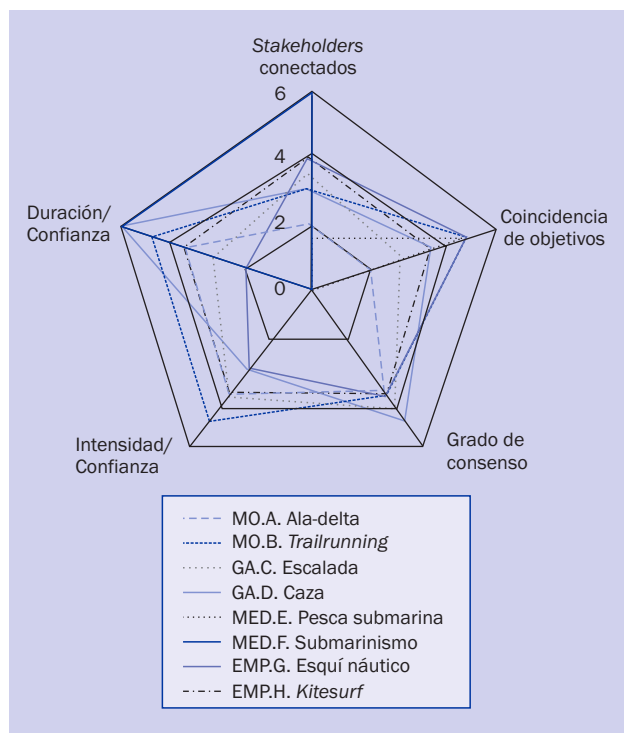 Stakeholders
conectados
6
4
2
0
Duración/
Confianza
Coincidencia
de objetivos
Intensidad/
Confianza
Grado de
consenso
MO.A. Ala-delta
MO.B. Trailrunning
GA.C. Escalada
GA.D. Caza
MED.E. Pesca submarina
MED.F. Submarinismo
EMP.G. Esquí náutico
EMP.H. Kitesurf